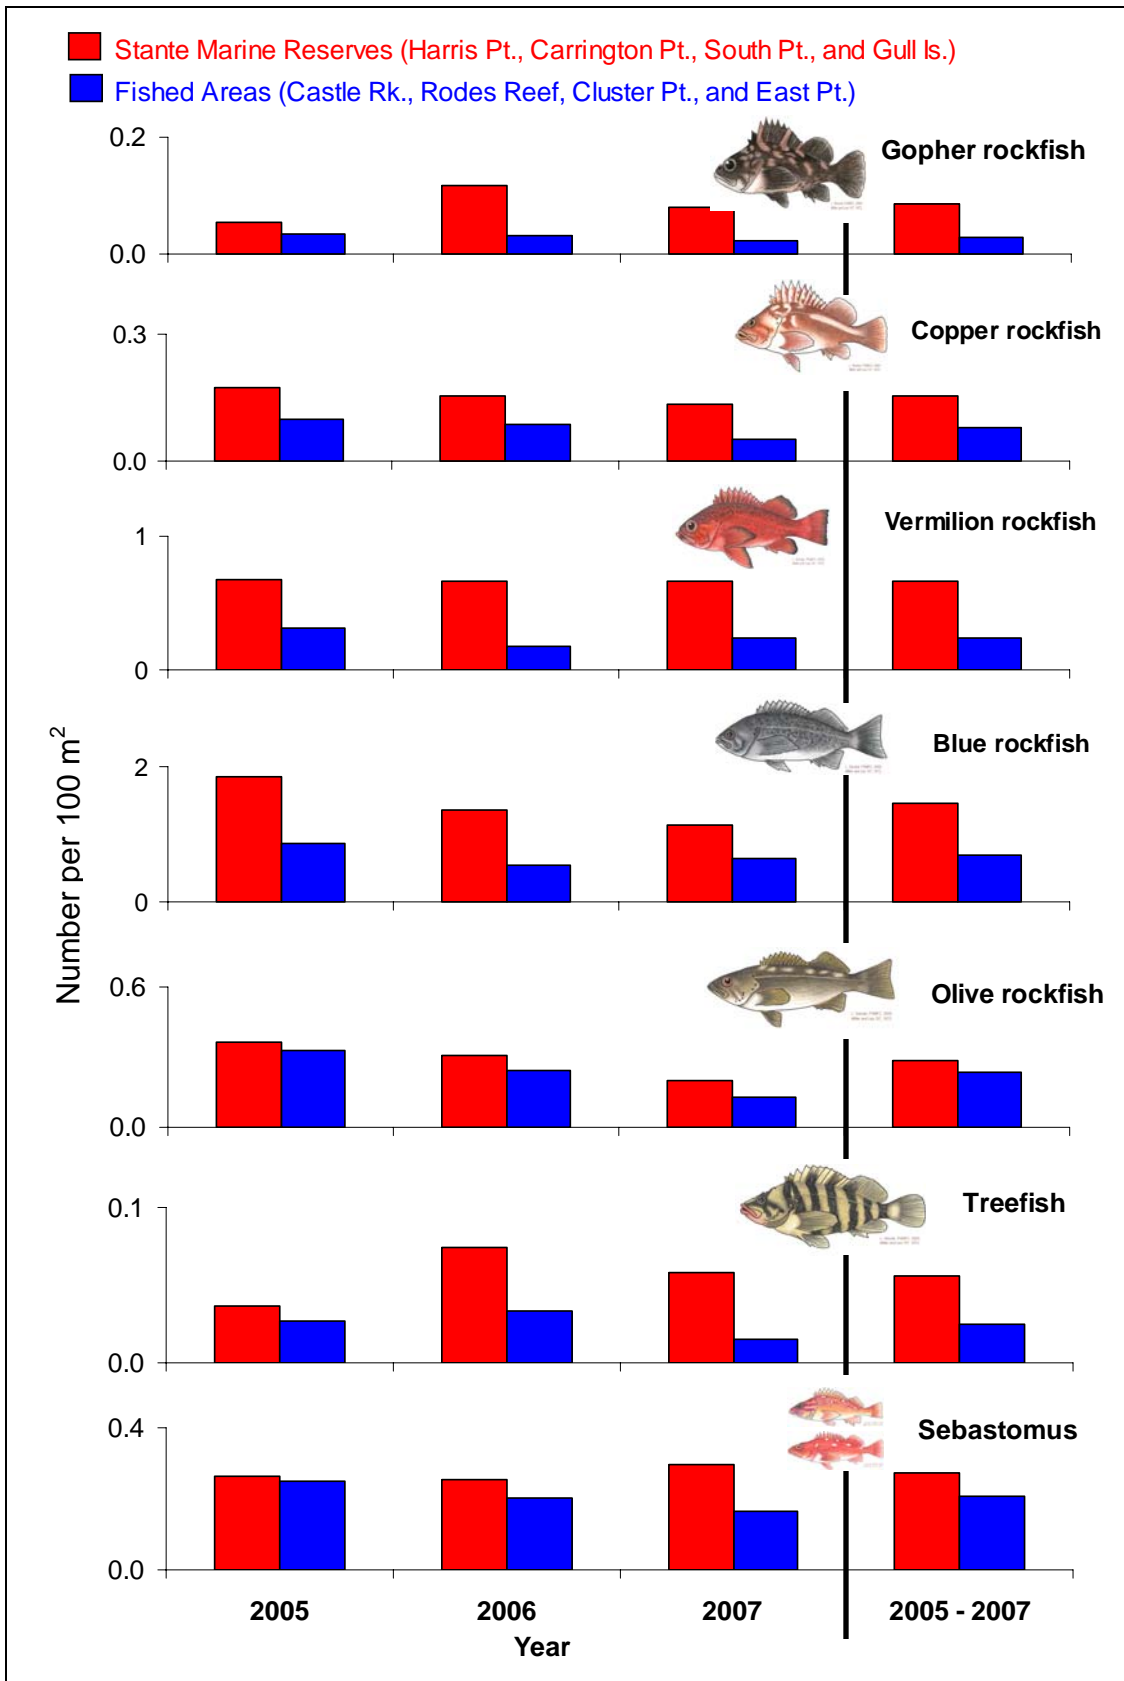 Stante Marine Reserves (Harris Pt., Carrington Pt., South Pt., and Gull Is.)
Fished Areas (Castle Rk., Rodes Reef, Cluster Pt., and East Pt.)
Number per 100 m²
0.2
Gopher rockfish
0.0
0.3
Copper rockfish
0.0
Vermilion rockfish
1
0
Blue rockfish
2
0
0.6
Olive rockfish
0.0
Treefish
0.1
0.0
0.4
Sebastomus
0.0
2005 2006 2007 2005 - 2007
Year